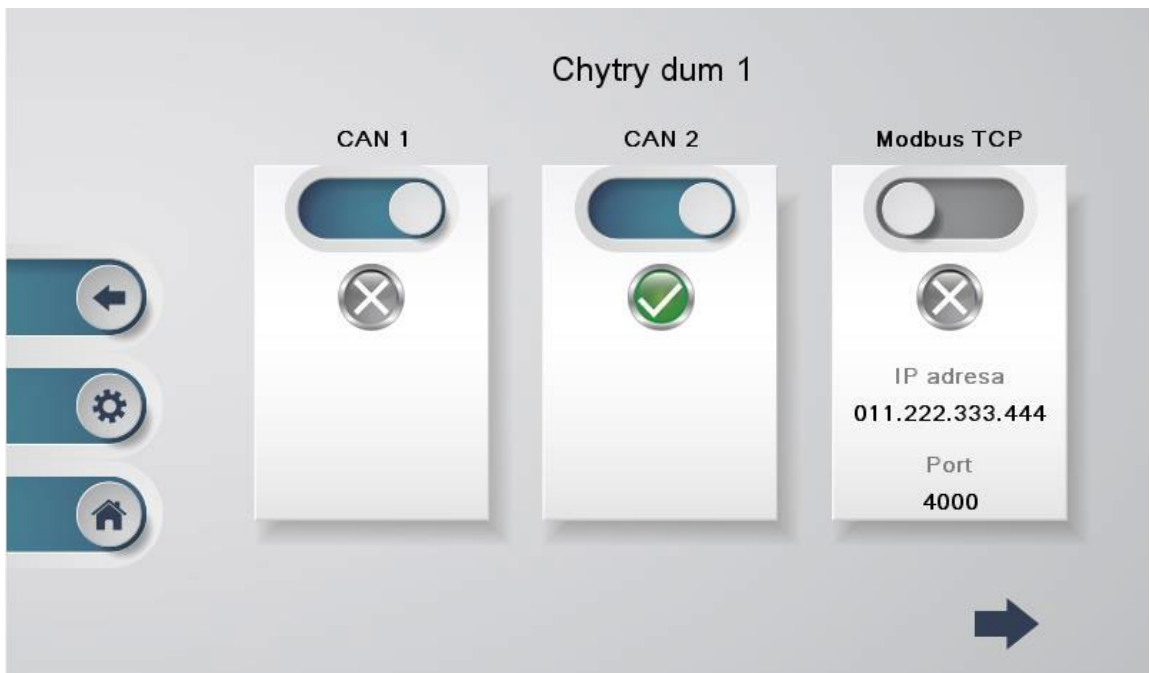 Chytry dum 1
CAN 1
CAN 2
Modbus TCP
IP adresa
011.222.333.444
Port
4000